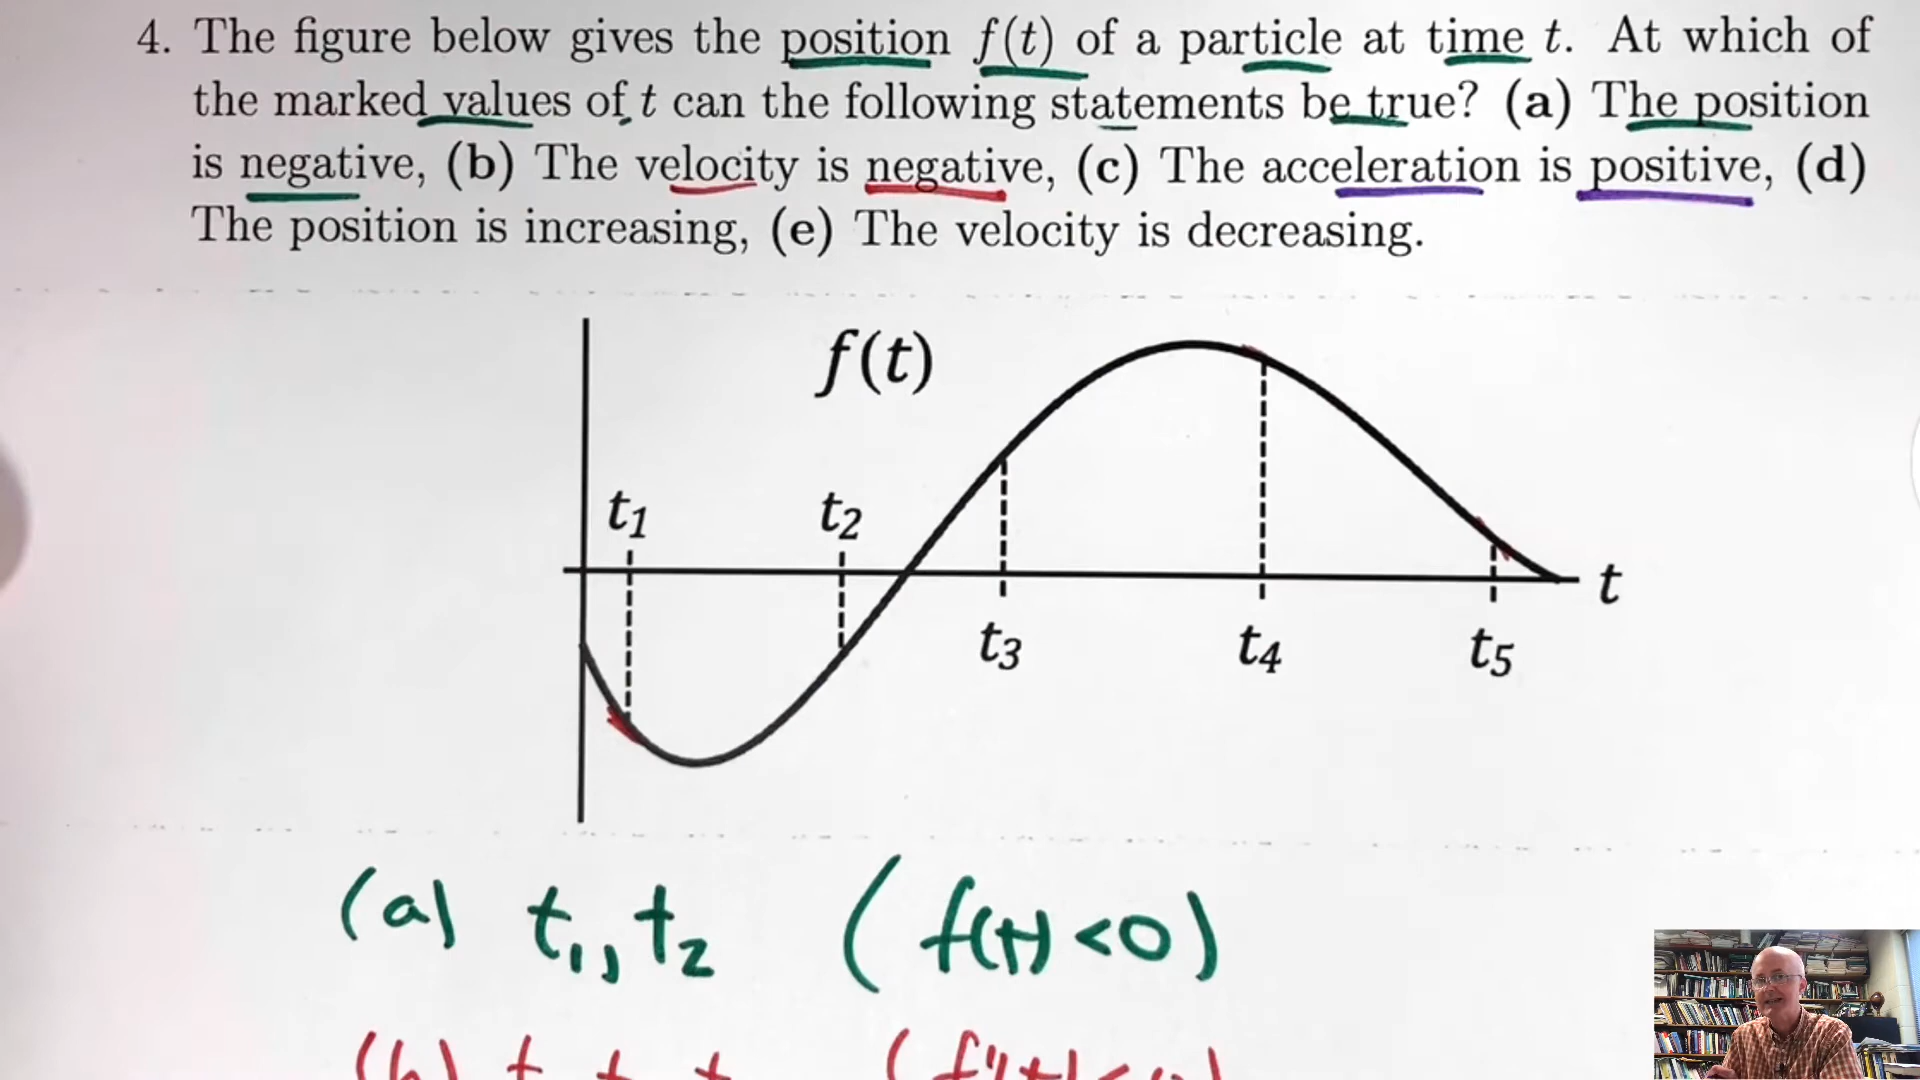 4. The figure below gives the position f(t) of a particle at time t. At which of
the marked values of t can the following statements be true? (a) The position
is negative, (b) The velocity is negative, (c) The acceleration is positive, (d)
The position is increasing, (e) The velocity is decreasing.
f(t)
t1 t2
t
t3 t4 t5
(a) t1, t2 (f(t) <0)
(b) t